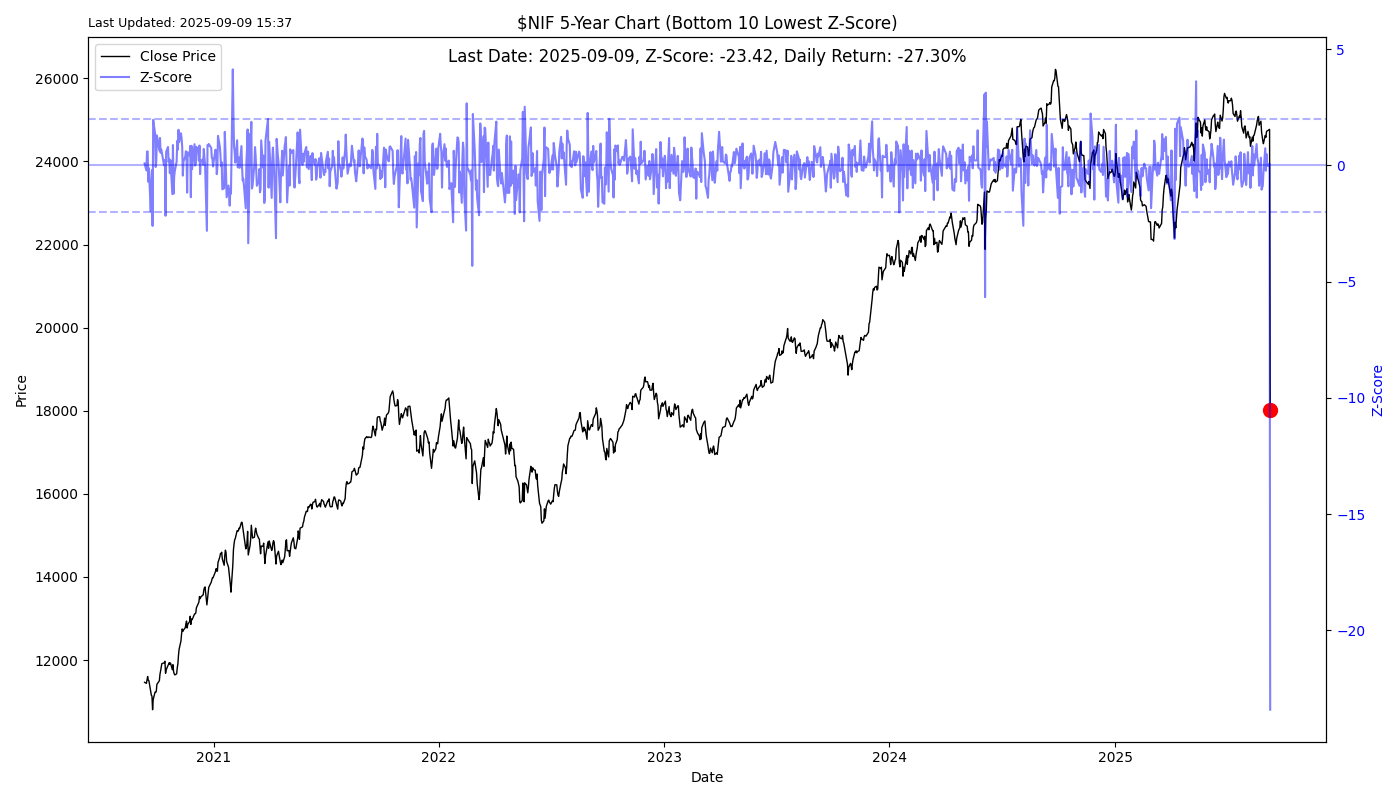 Last Updated: 2025-09-09 15:37
$NIF 5-Year Chart (Bottom 10 Lowest Z-Score)
Last Date: 2025-09-09, Z-Score: -23.42, Daily Return: -27.30%
Close Price
Z-Score
26000
24000
22000
20000
18000
16000
14000
12000
Price
5
0
−5
−10
−15
−20
Z-Score
2021
2022
2023
2024
2025
Date